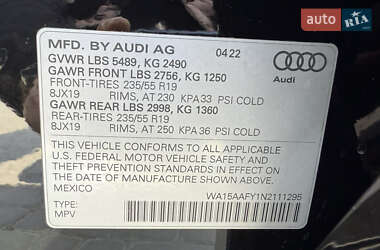 AUTO RIA
MFD. BY AUDI AG 04.22
GVWR LBS 5489, KG 2490
GAWR FRONT LBS 2756, KG 1250
FRONT-TIRES 235/55 R19
8JX19 RIMS, AT 230 KPA33 PSI COLD
GAWR REAR LBS 2998, KG 1360
REAR-TIRES 235/55 R19
8JX19 RIMS, AT 250 KPA36 PSI COLD
Audi
THIS VEHICLE CONFORMS TO ALL APPLICABLE
U.S. FEDERAL MOTOR VEHICLE SAFETY AND
THEFT PREVENTION STANDARDS IN EFFECT ON
THE DATE OF MANUFACTURE SHOWN ABOVE.
MEXICO
WA15AAFY1N2111295
TYPE:
MPV